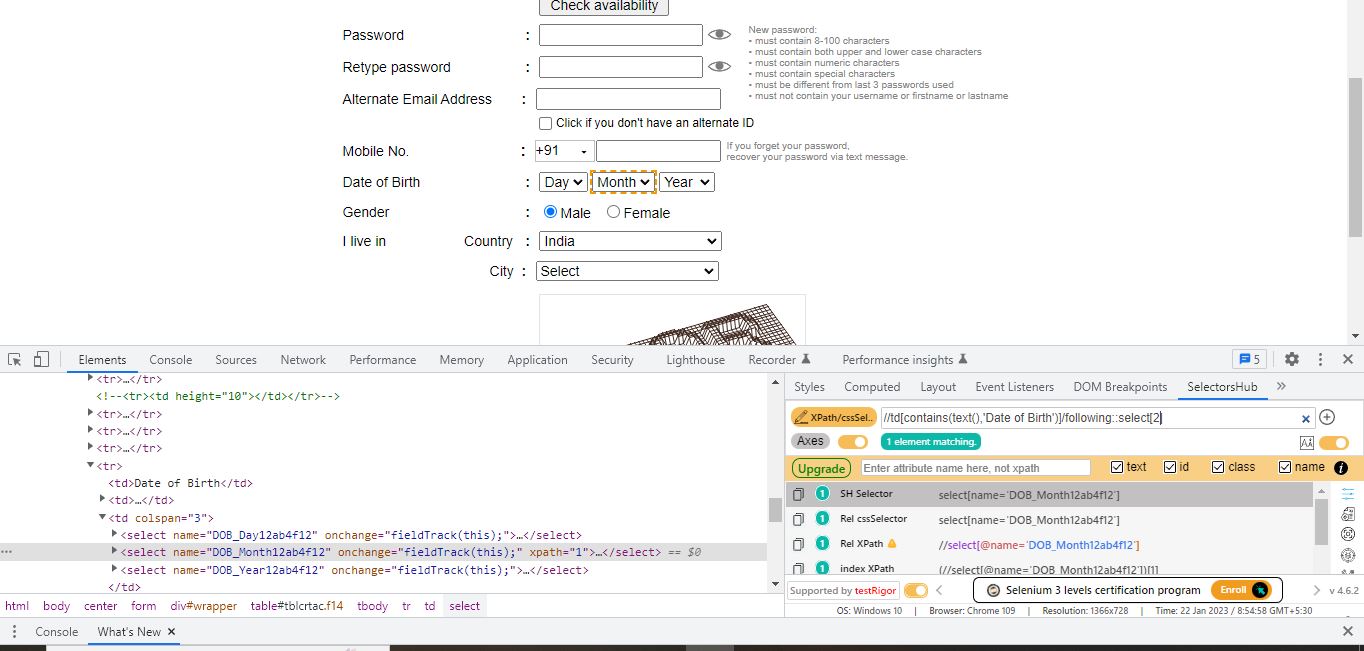 Check availability
Password :
New password:
• must contain 8-100 characters
• must contain both upper and lower case characters
• must contain numeric characters
• must contain special characters
• must be different from last 3 passwords used
• must not contain your username or firstname or lastname
Retype password :
Alternate Email Address :
Click if you don't have an alternate ID
Mobile No. : +91
If you forget your password,
recover your password via text message.
Date of Birth : Day Month Year
Gender : Male Female
I live in Country : India
City : Select
Elements Console Sources Network Performance Memory Application Security Lighthouse Recorder Performance insights 5
<tr>…</tr>
<!--<tr><td height="10"></td></tr>-->
<tr>…</tr>
<tr>…</tr>
<tr>…</tr>
<tr>
<td>Date of Birth</td>
<td>…</td>
<td colspan="3">
<select name="DOB_Day12ab4f12" onchange="fieldTrack(this);">…</select>
… <select name="DOB_Month12ab4f12" onchange="fieldTrack(this);" xpath="1">…</select> == $0
<select name="DOB_Year12ab4f12" onchange="fieldTrack(this);">…</select>
</td>
html body center form div#wrapper table#tblcrtac.f14 tbody tr td select
Styles Computed Layout Event Listeners DOM Breakpoints SelectorsHub »
XPath/cssSel.. //td[contains(text(),'Date of Birth')]/following::select[2]
Axes 1 element matching.
Upgrade Enter attribute name here, not xpath text id class name i
1 SH Selector select[name='DOB_Month12ab4f12']
1 Rel cssSelector select[name='DOB_Month12ab4f12']
1 Rel XPath //select[@name='DOB_Month12ab4f12']
1 index XPath (//select[@name='DOB_Month12ab4f12'])[1]
Supported by testRigor Selenium 3 levels certification program Enroll v 4.6.2
OS: Windows 10 | Browser: Chrome 109 | Resolution: 1366x728 | Time: 22 Jan 2023 / 8:54:58 GMT+5:30
Console What's New